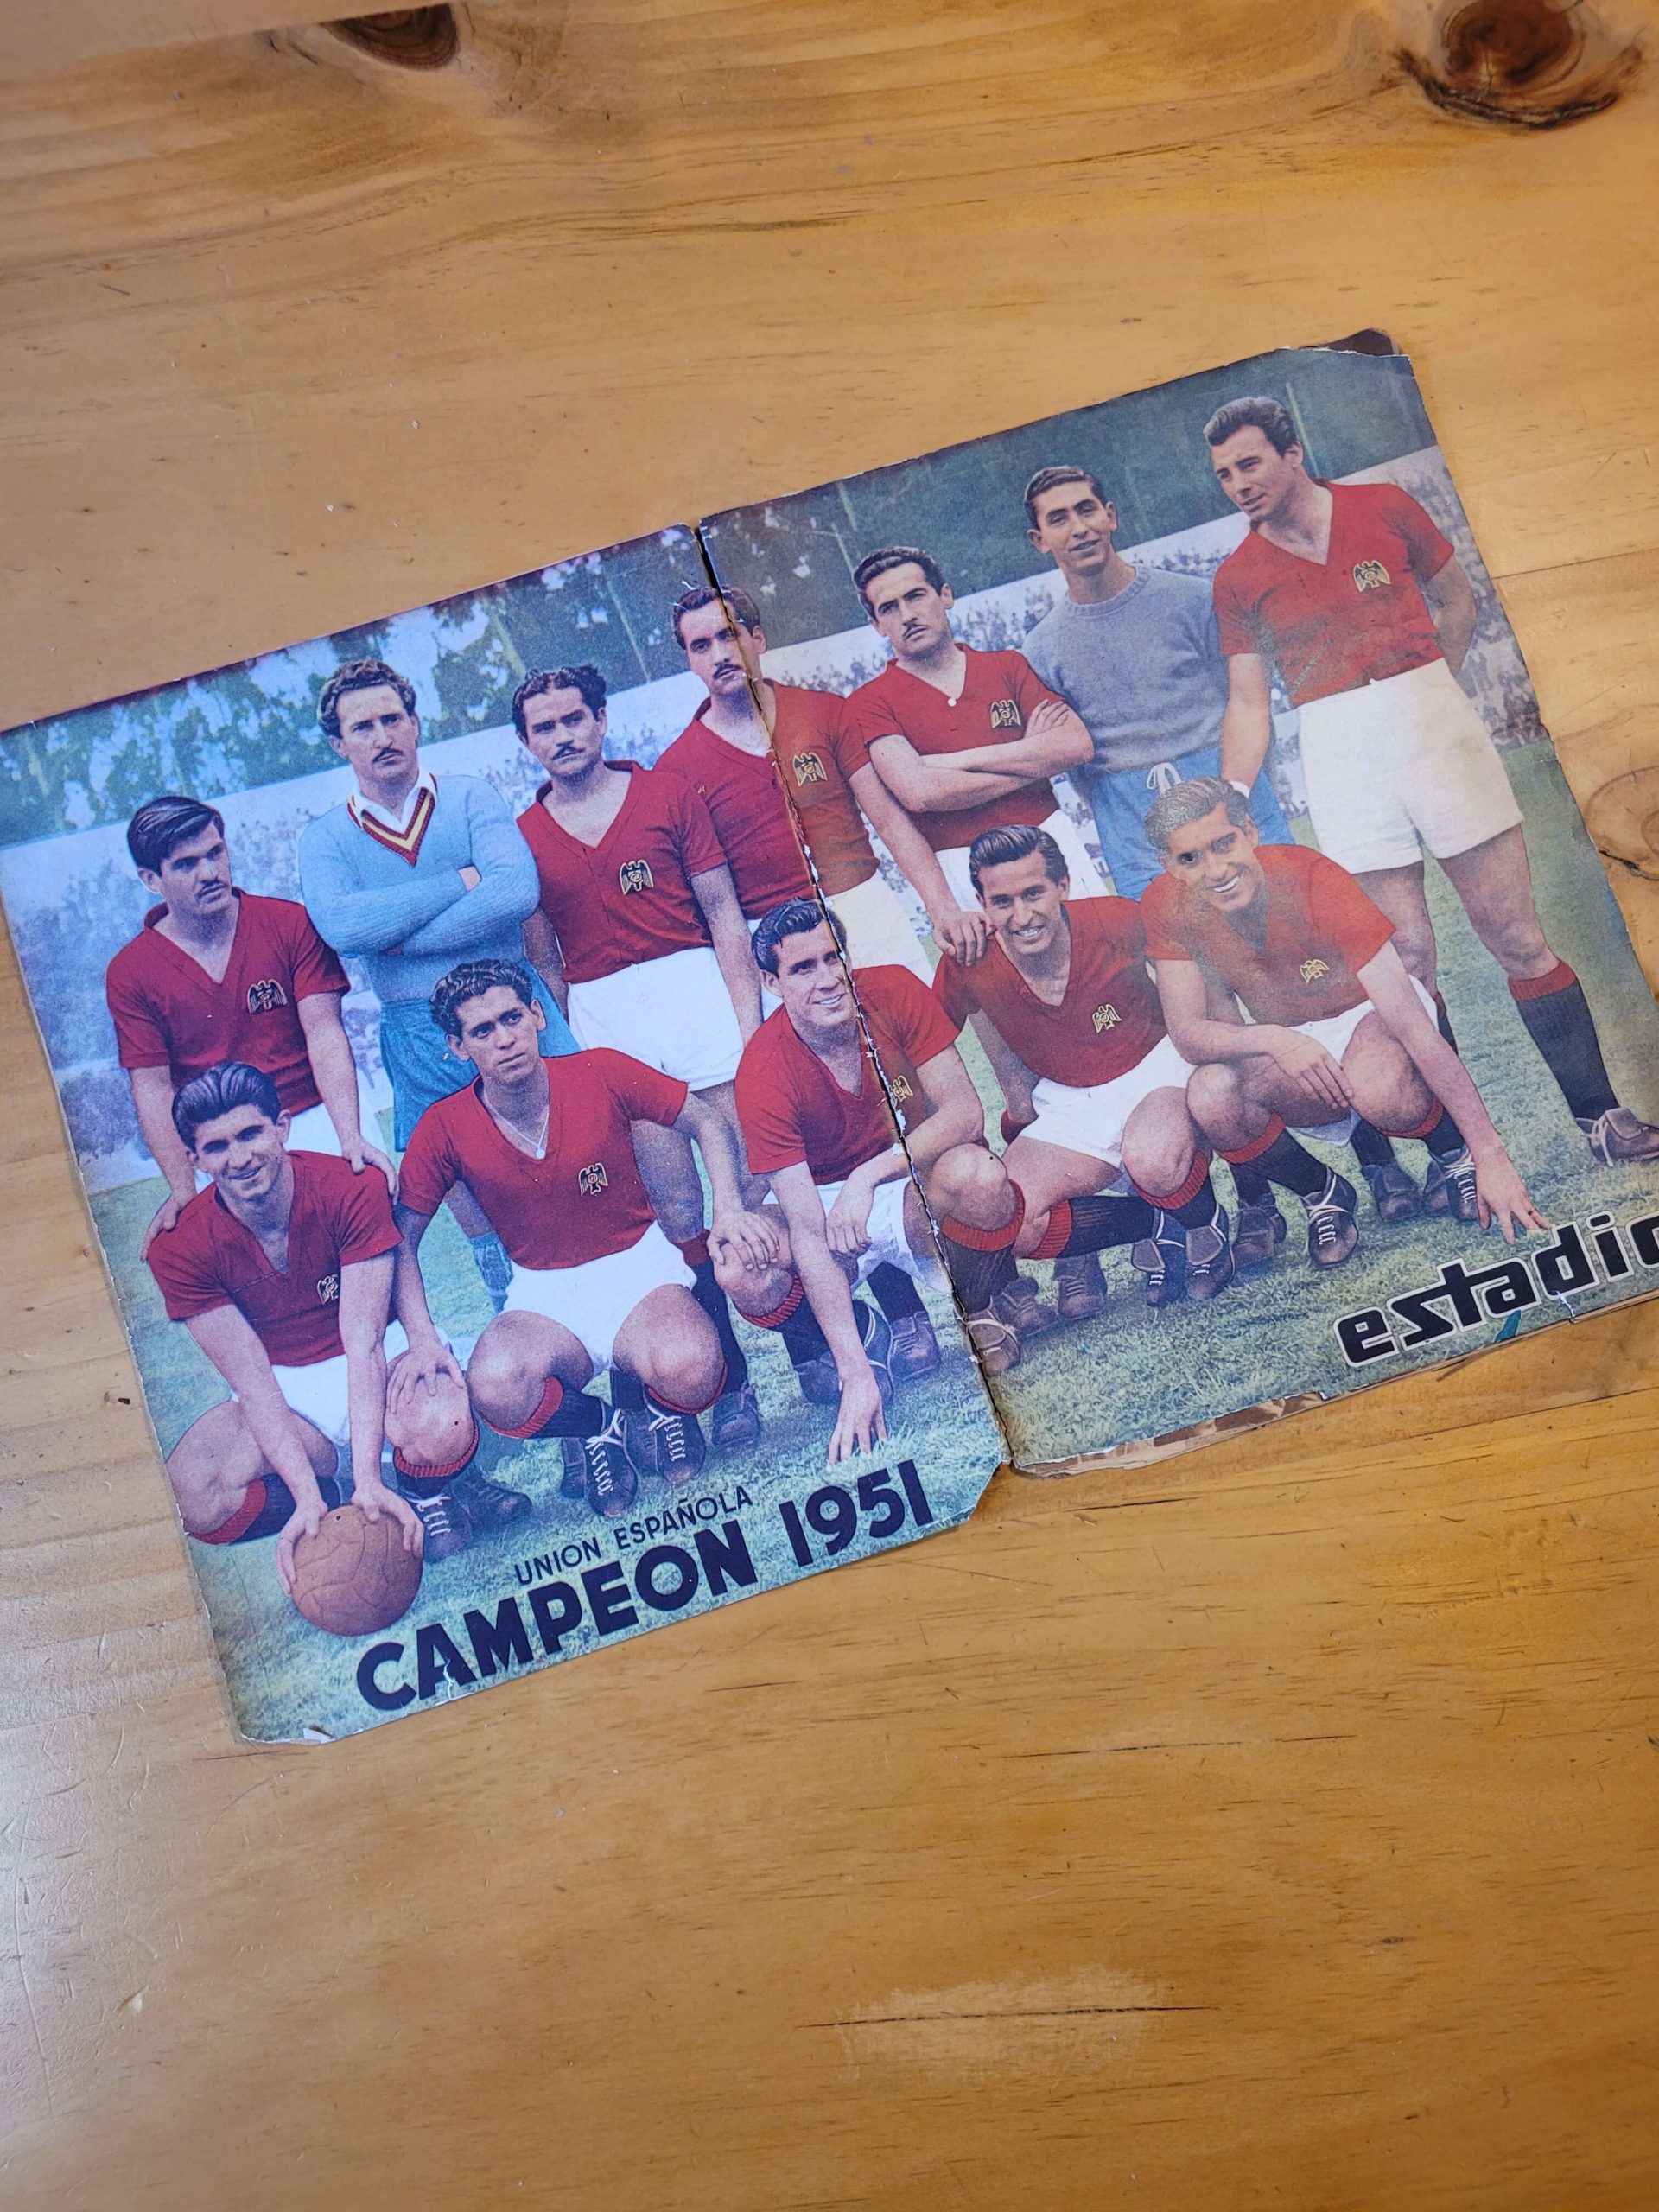 UNION ESPAÑOLA
CAMPEON 1951
estadio